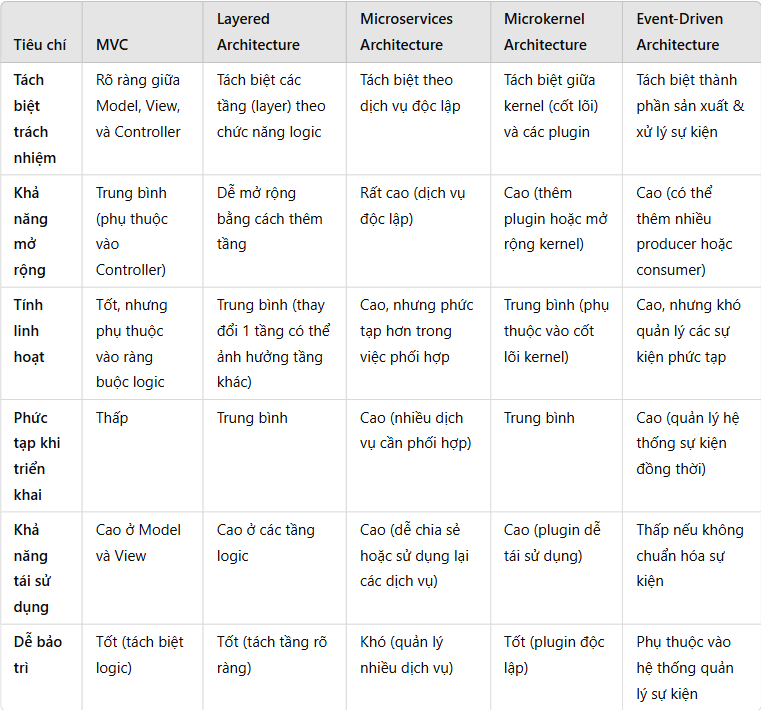 Tiêu chí
MVC
Layered
Architecture
Microservices
Architecture
Microkernel
Architecture
Event-Driven
Architecture
Tách
biệt
trách
nhiệm
Rõ ràng giữa
Model, View,
và Controller
Tách biệt các
tầng (layer) theo
chức năng logic
Tách biệt theo
dịch vụ độc lập
Tách biệt giữa
kernel (cốt lõi)
và các plugin
Tách biệt thành
phần sản xuất &
xử lý sự kiện
Khả
năng
mở
rộng
Trung bình
(phụ thuộc
vào
Controller)
Dễ mở rộng
bằng cách thêm
tầng
Rất cao (dịch vụ
độc lập)
Cao (thêm
plugin hoặc mở
rộng kernel)
Cao (có thể
thêm nhiều
producer hoặc
consumer)
Tính
linh
hoạt
Tốt, nhưng
phụ thuộc
vào ràng
buộc logic
Trung bình (thay
đổi 1 tầng có thể
ảnh hưởng tầng
khác)
Cao, nhưng phức
tạp hơn trong
việc phối hợp
Trung bình (phụ
thuộc vào cốt
lõi kernel)
Cao, nhưng khó
quản lý các sự
kiện phức tạp
Phức
tạp khi
triển
khai
Thấp
Trung bình
Cao (nhiều dịch
vụ cần phối hợp)
Trung bình
Cao (quản lý hệ
thống sự kiện
đồng thời)
Khả
năng
tái sử
dụng
Cao ở Model
và View
Cao ở các tầng
logic
Cao (dễ chia sẻ
hoặc sử dụng lại
các dịch vụ)
Cao (plugin dễ
tái sử dụng)
Thấp nếu không
chuẩn hóa sự
kiện
Dễ bảo
trì
Tốt (tách biệt
logic)
Tốt (tách tầng rõ
ràng)
Khó (quản lý
nhiều dịch vụ)
Tốt (plugin độc
lập)
Phụ thuộc vào
hệ thống quản
lý sự kiện